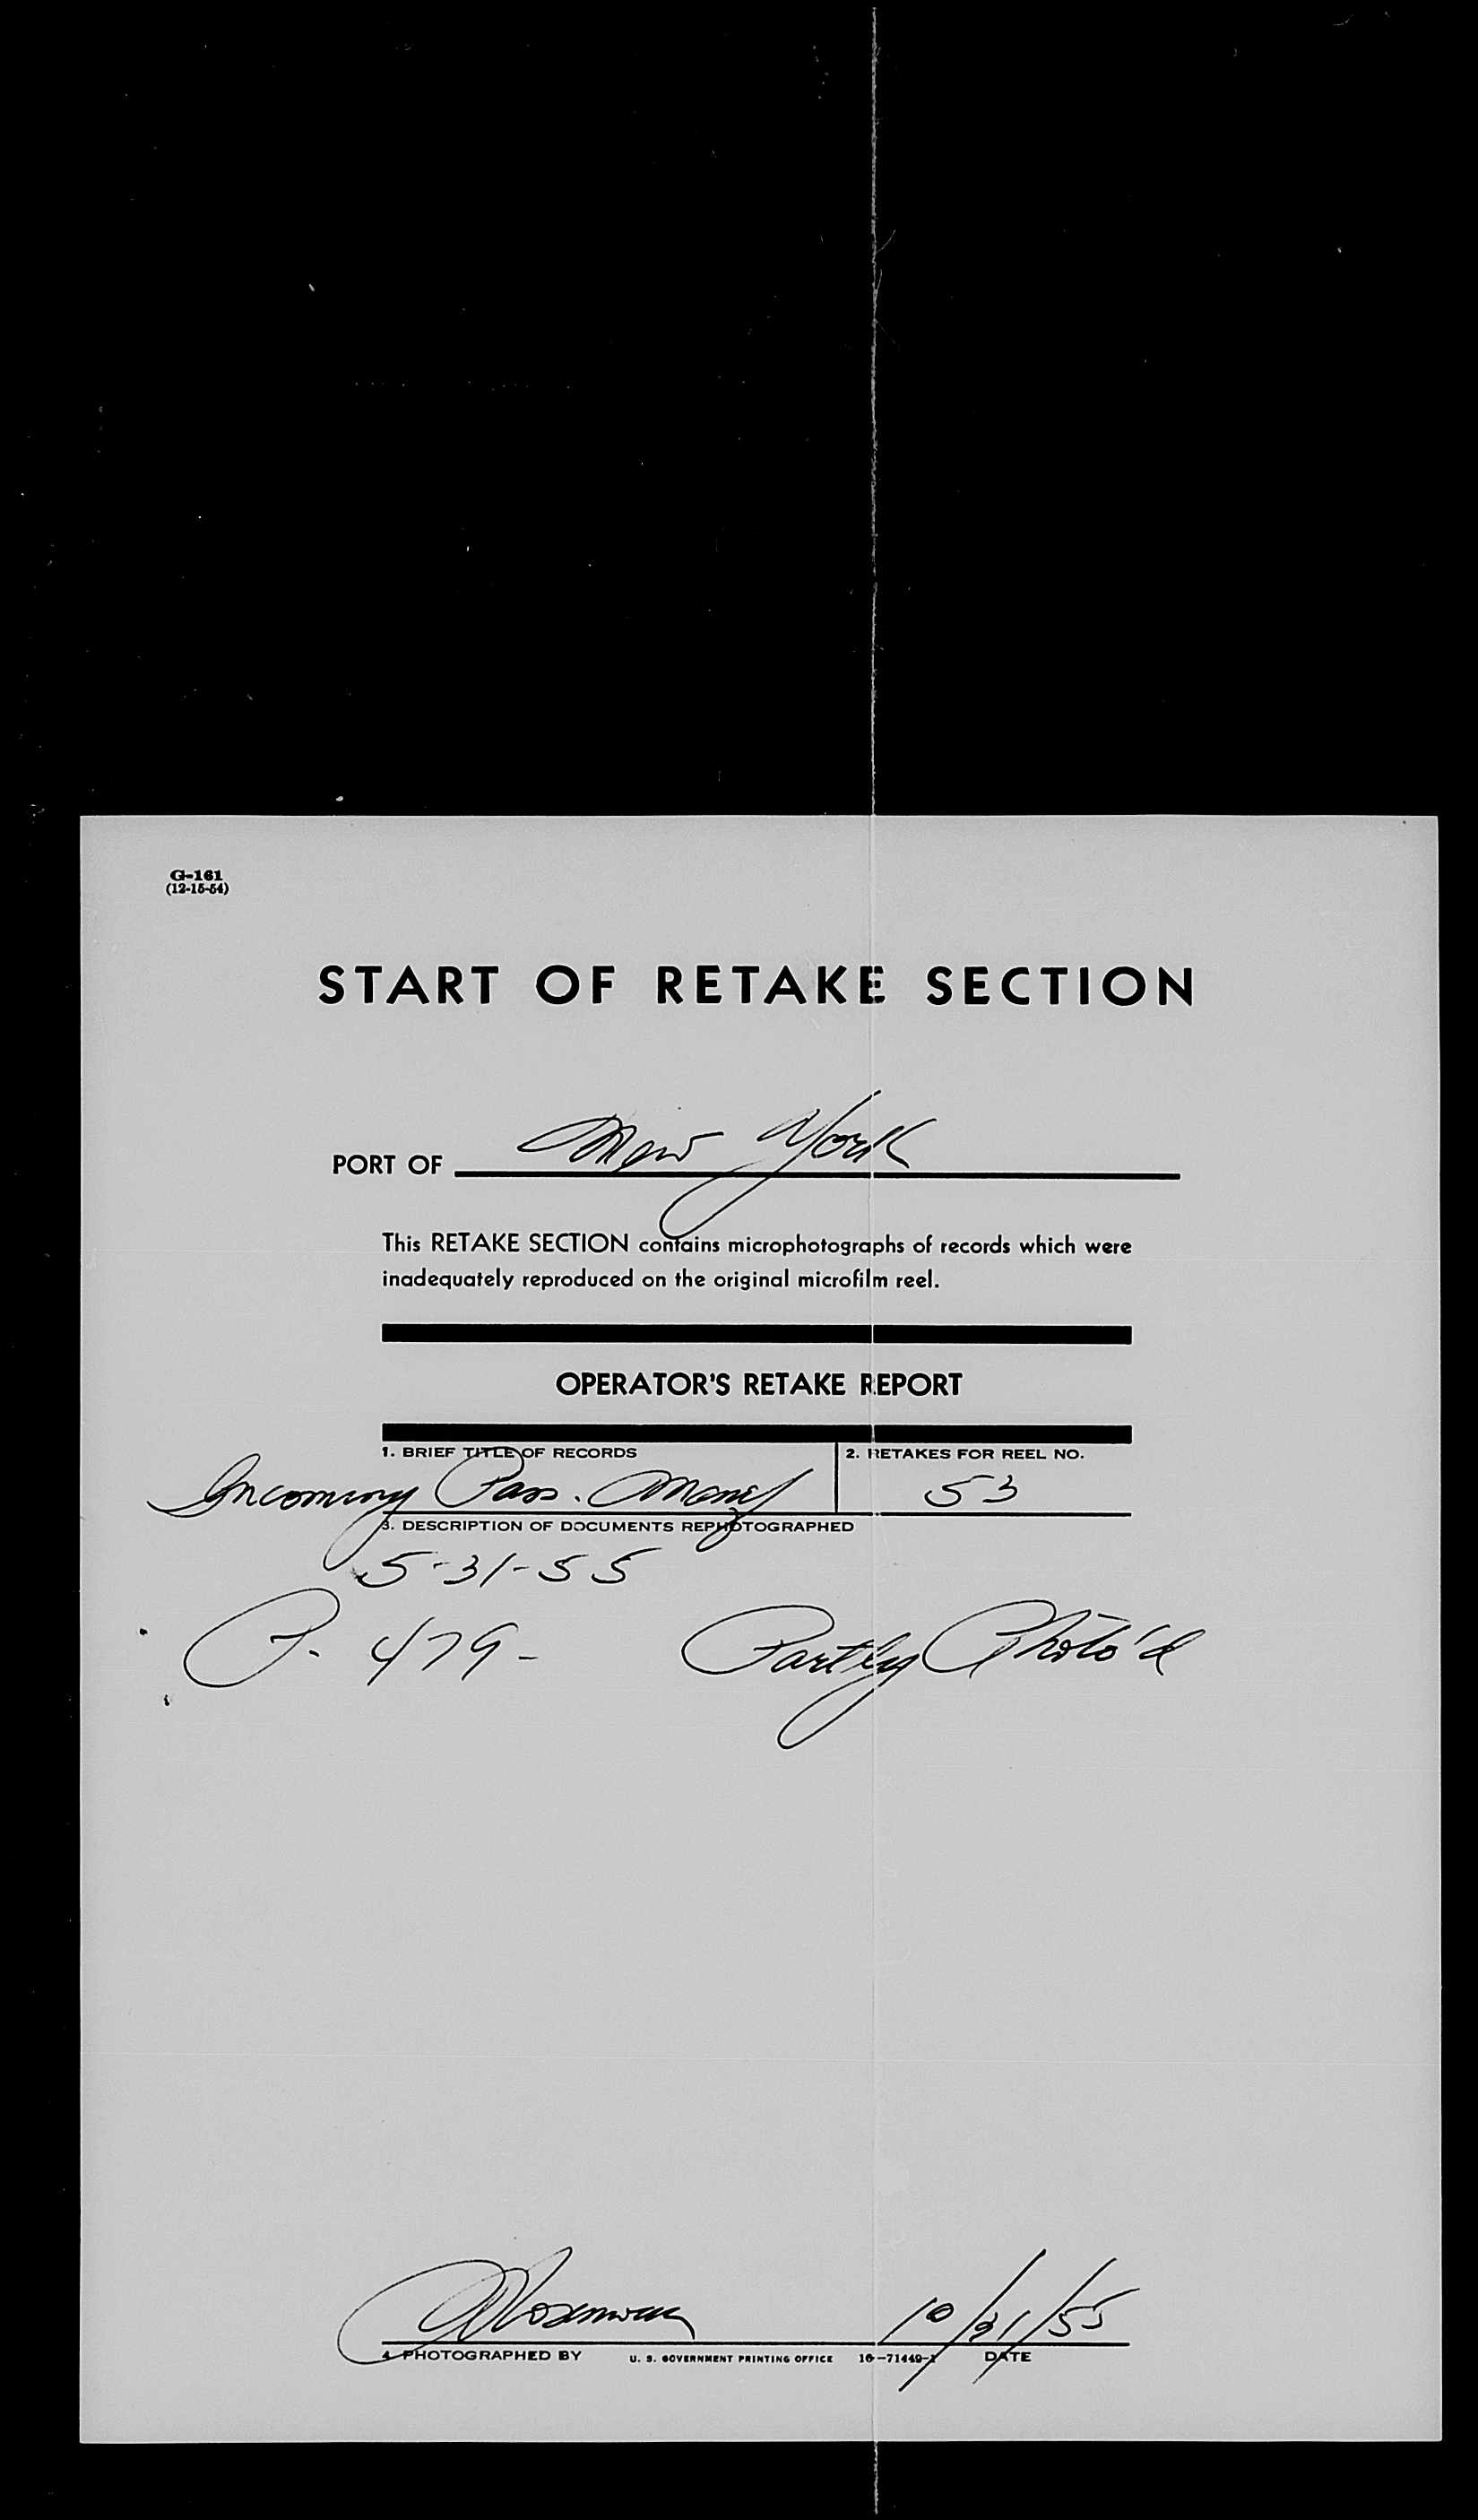 G-161
(12-15-54)
START OF RETAKE SECTION
PORT OF New York
This RETAKE SECTION contains microphotographs of records which were
inadequately reproduced on the original microfilm reel.
OPERATOR'S RETAKE REPORT
1. BRIEF TITLE OF RECORDS 2. RETAKES FOR REEL NO.
Incoming Pass. Manif 53
3. DESCRIPTION OF DOCUMENTS REPHOTOGRAPHED
5-31-55
P. 479- Partly Photo'd
10/31/55
4. PHOTOGRAPHED BY U. S. GOVERNMENT PRINTING OFFICE 16-71449-1 DATE